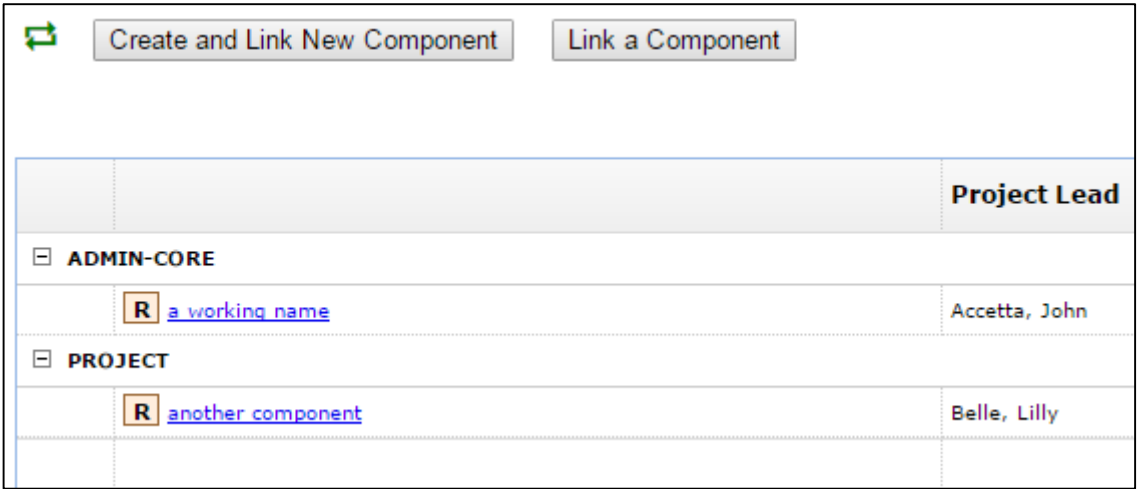 Create and Link New Component Link a Component
Project Lead
ADMIN-CORE
R a working name Accetta, John
PROJECT
R another component Belle, Lilly